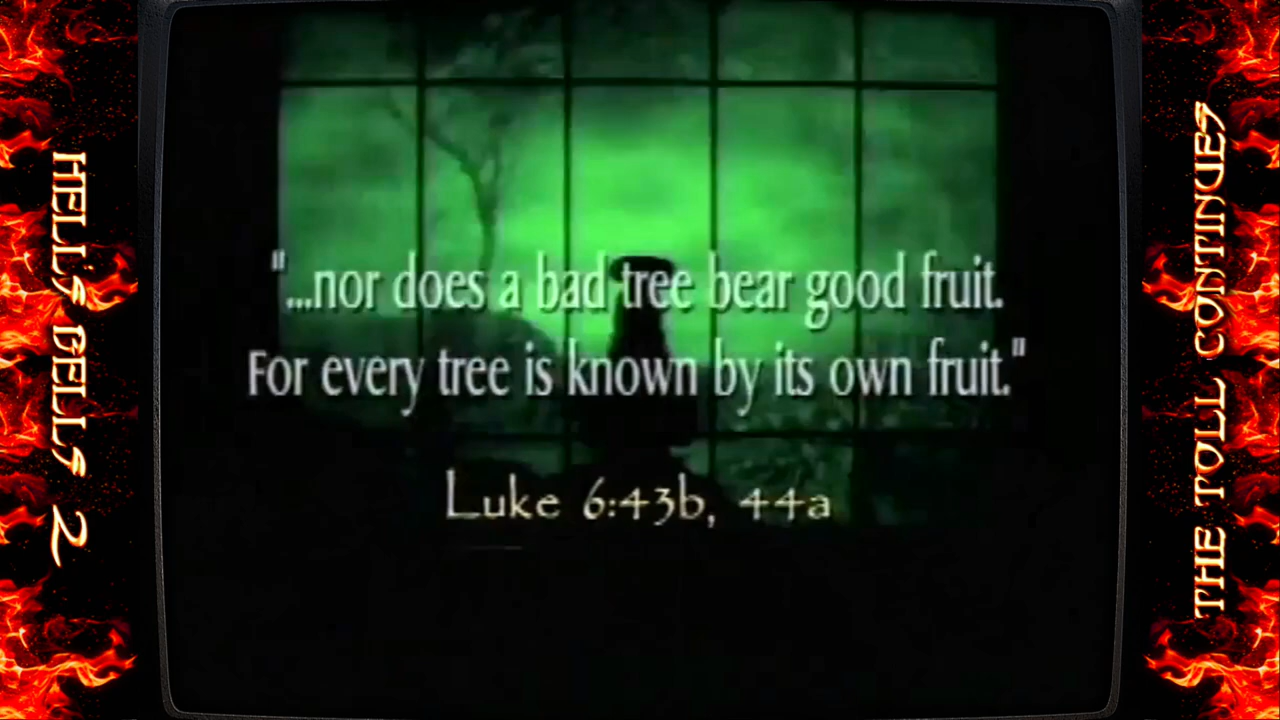 HELL'S BELLS 2
"...nor does a bad tree bear good fruit.
For every tree is known by its own fruit."
Luke 6:43b, 44a
THE TOLL CONTINUES